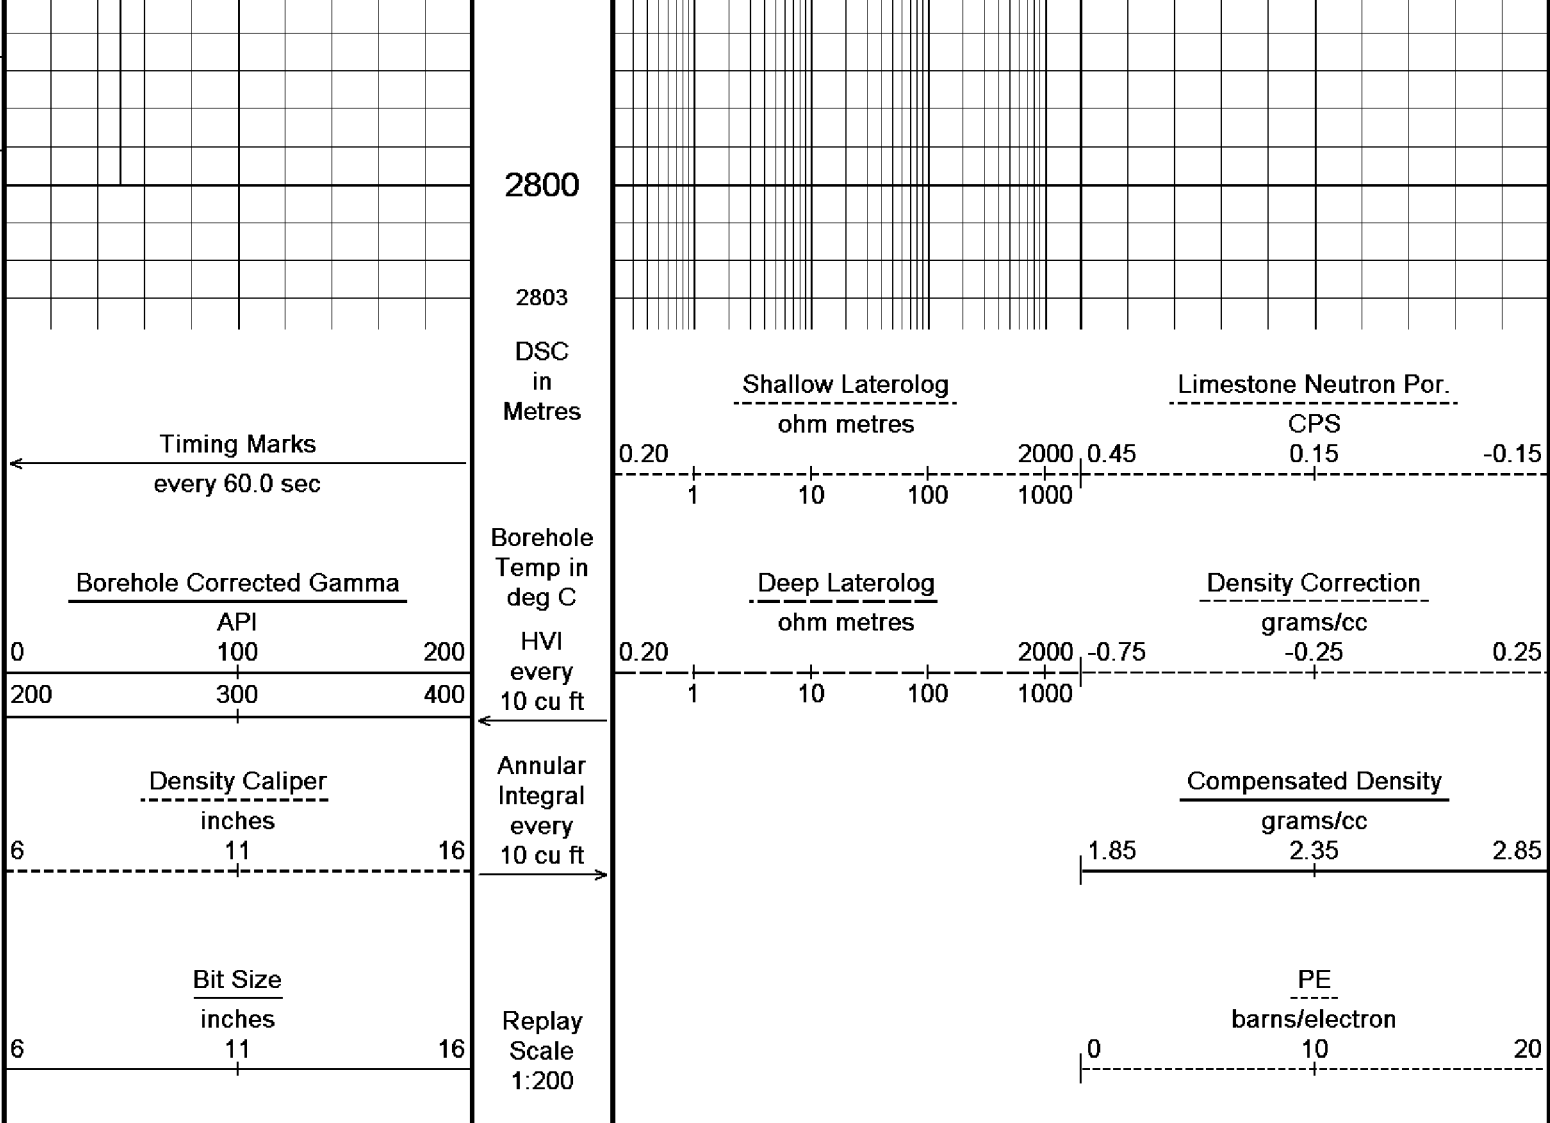 2800
2803
DSC
in
Metres
Timing Marks
every 60.0 sec
Borehole Corrected Gamma
API
0 100 200
200 300 400
Density Caliper
inches
6 11 16
Bit Size
inches
6 11 16
Borehole
Temp in
deg C
HVI
every
10 cu ft
Annular
Integral
every
10 cu ft
Replay
Scale
1:200
Shallow Laterolog
ohm metres
0.20 2000
1 10 100 1000
Deep Laterolog
ohm metres
0.20 2000
1 10 100 1000
Limestone Neutron Por.
CPS
0.45 0.15 -0.15
Density Correction
grams/cc
-0.75 -0.25 0.25
Compensated Density
grams/cc
1.85 2.35 2.85
PE
barns/electron
0 10 20